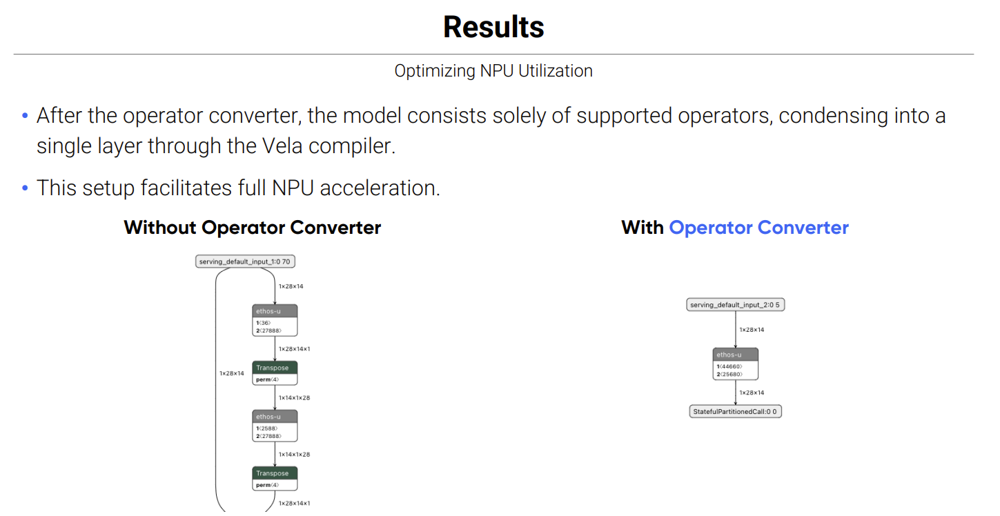 Results
Optimizing NPU Utilization
• After the operator converter, the model consists solely of supported operators, condensing into a
single layer through the Vela compiler.
• This setup facilitates full NPU acceleration.
Without Operator Converter
serving_default_input_1:0 70
1×28×14
ethos-u
1⟨36⟩
2⟨27888⟩
1×28×14×1
Transpose
1×28×14
perm⟨4⟩
1×14×1×28
ethos-u
1⟨2588⟩
2⟨27888⟩
1×14×1×28
Transpose
perm⟨4⟩
1×28×14×1
With Operator Converter
serving_default_input_2:0 5
1×28×14
ethos-u
1⟨44660⟩
2⟨25680⟩
1×28×14
StatefulPartitionedCall:0 0